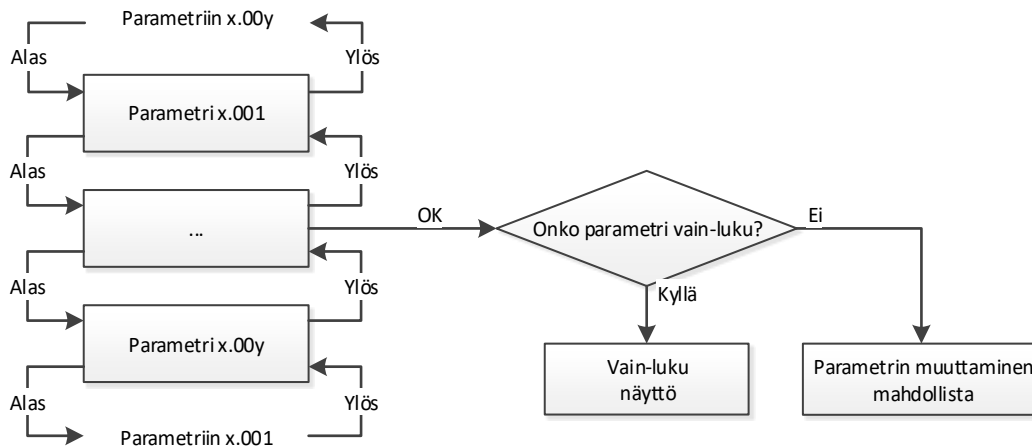 Parametriin x.00y
Alas
Ylös
Parametri x.001
Alas
Ylös
...
OK
Onko parametri vain-luku?
Ei
Kyllä
Alas
Ylös
Parametri x.00y
Vain-luku
näyttö
Parametrin muuttaminen
mahdollista
Alas
Ylös
Parametriin x.001